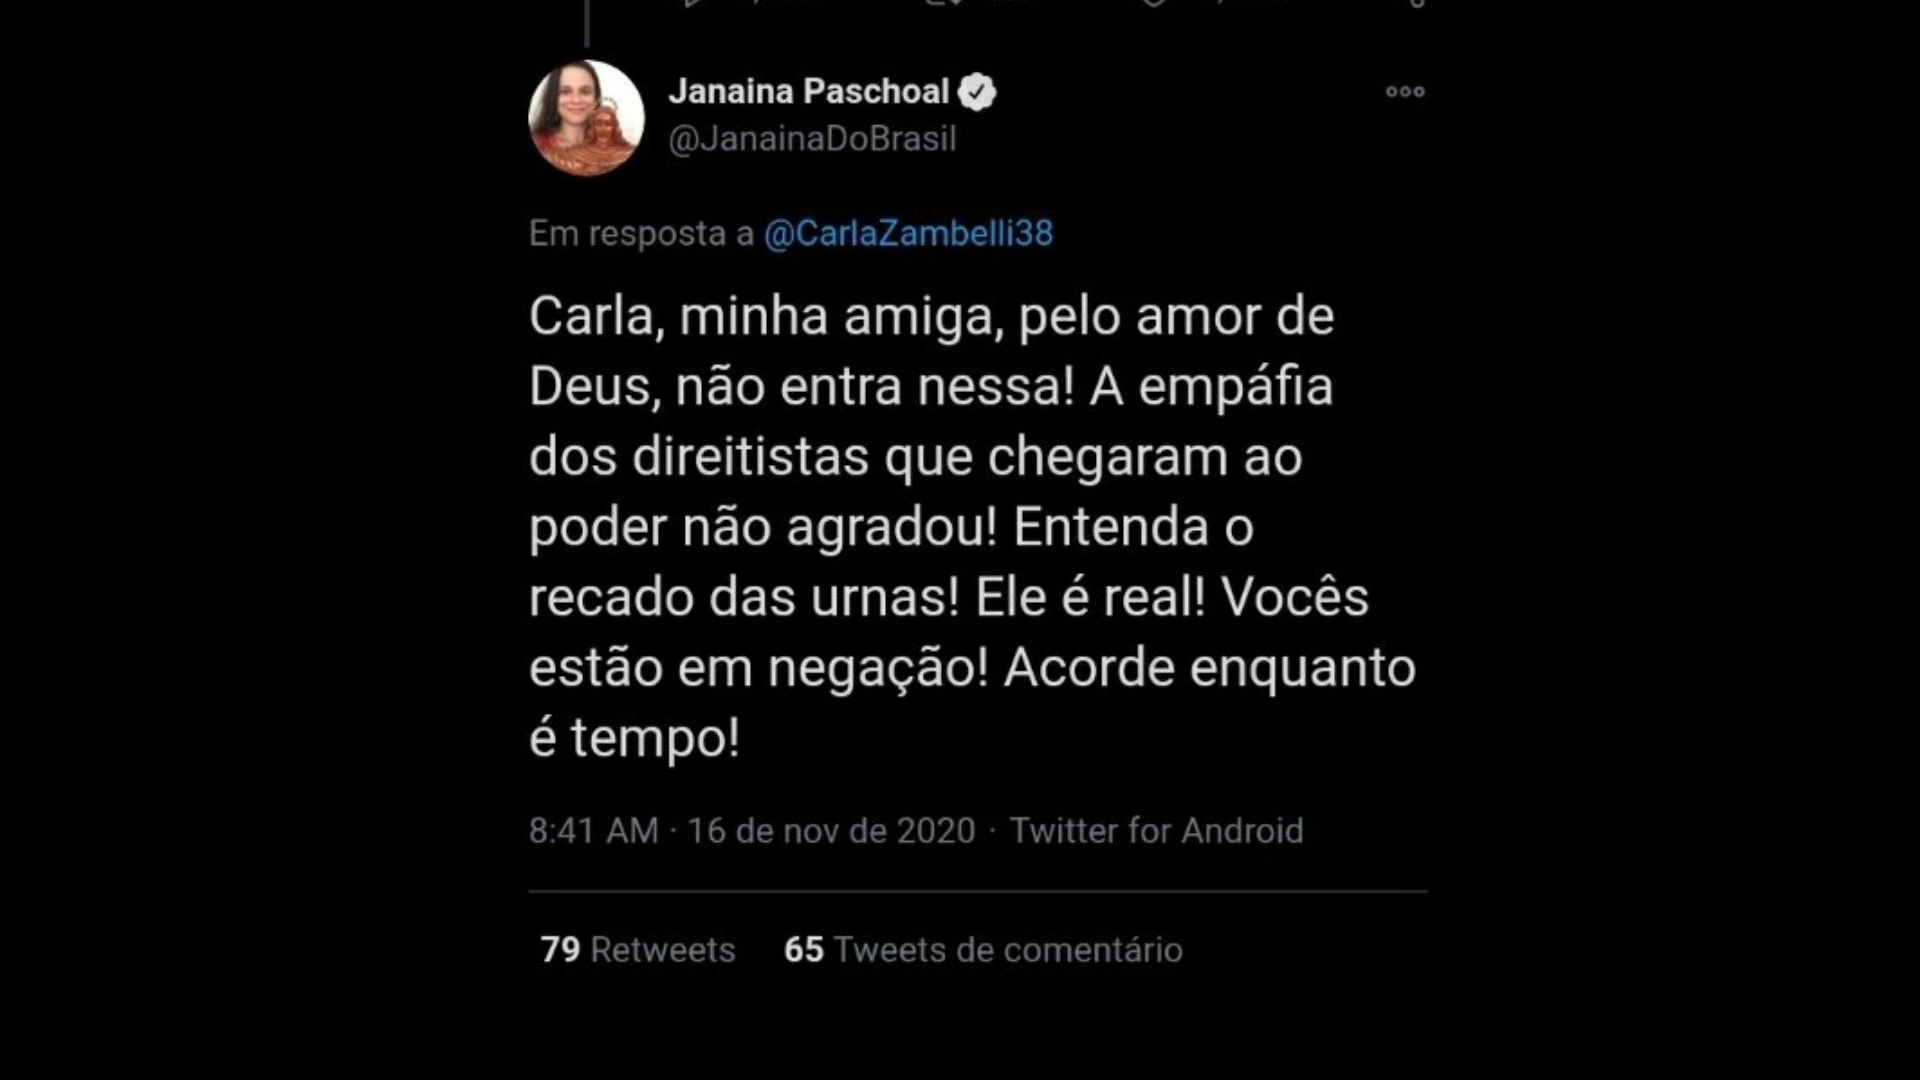 Janaina Paschoal
@JanainaDoBrasil
Em resposta a @CarlaZambelli38
Carla, minha amiga, pelo amor de
Deus, não entra nessa! A empáfia
dos direitistas que chegaram ao
poder não agradou! Entenda o
recado das urnas! Ele é real! Vocês
estão em negação! Acorde enquanto
é tempo!
8:41 AM · 16 de nov de 2020 · Twitter for Android
79 Retweets 65 Tweets de comentário